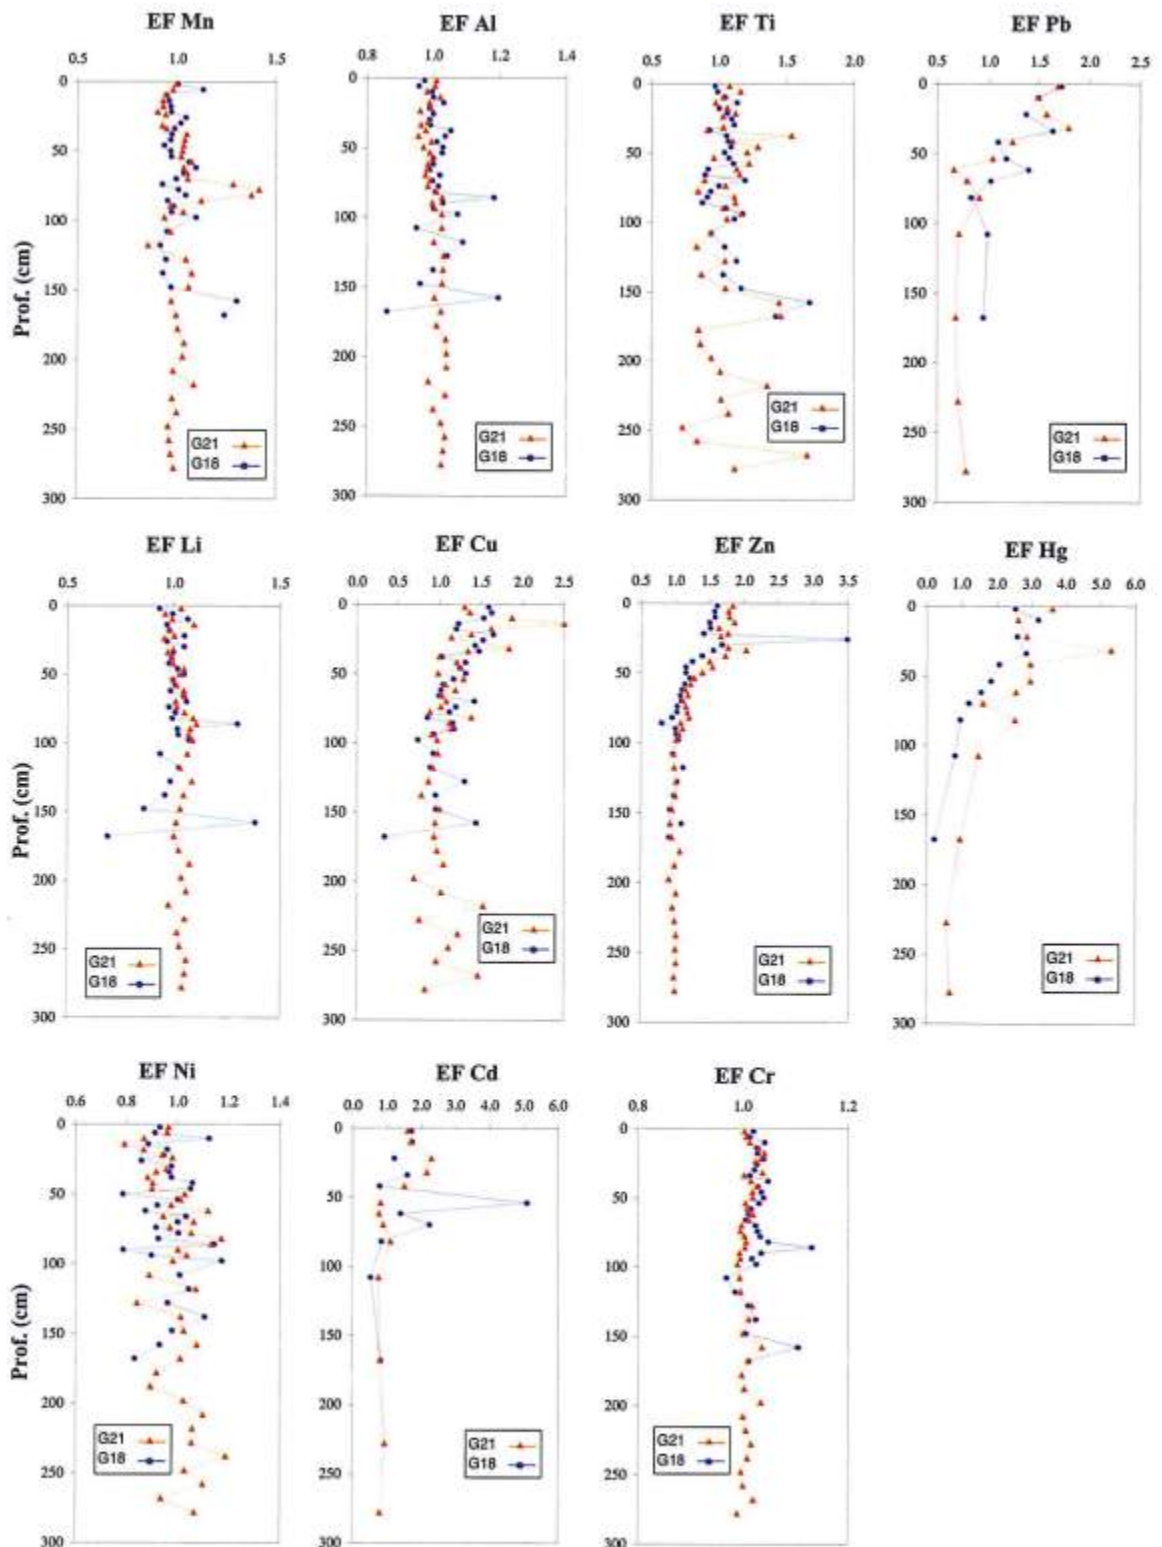 EF Mn
0.6 0.8 1.0 1.2 1.4
Prof. (cm)
0
50
100
150
200
250
300
G21
G18
EF Al
0.8 1.0 1.2 1.4
0
50
100
150
200
250
300
G21
G18
EF Ti
0.5 1.0 1.5 2.0
0
50
100
150
200
250
300
G21
G18
EF Pb
0.5 1.0 1.5 2.0 2.5
0
50
100
150
200
250
300
G21
G18
EF Li
0.5 1.0 1.5
Prof. (cm)
0
50
100
150
200
250
300
G21
G18
EF Cu
0.0 0.5 1.0 1.5 2.0 2.5
0
50
100
150
200
250
300
G21
G18
EF Zn
0.5 1.0 1.5 2.0 2.5 3.0 3.5
0
50
100
150
200
250
300
G21
G18
EF Hg
0.0 1.0 2.0 3.0 4.0 5.0 6.0
0
50
100
150
200
250
300
G21
G18
EF Ni
0.6 0.8 1.0 1.2 1.4
Prof. (cm)
0
50
100
150
200
250
300
G21
G18
EF Cd
0.0 1.0 2.0 3.0 4.0 5.0 6.0
0
50
100
150
200
250
300
G21
G18
EF Cr
0.8 1.0 1.2
0
50
100
150
200
250
300
G21
G18